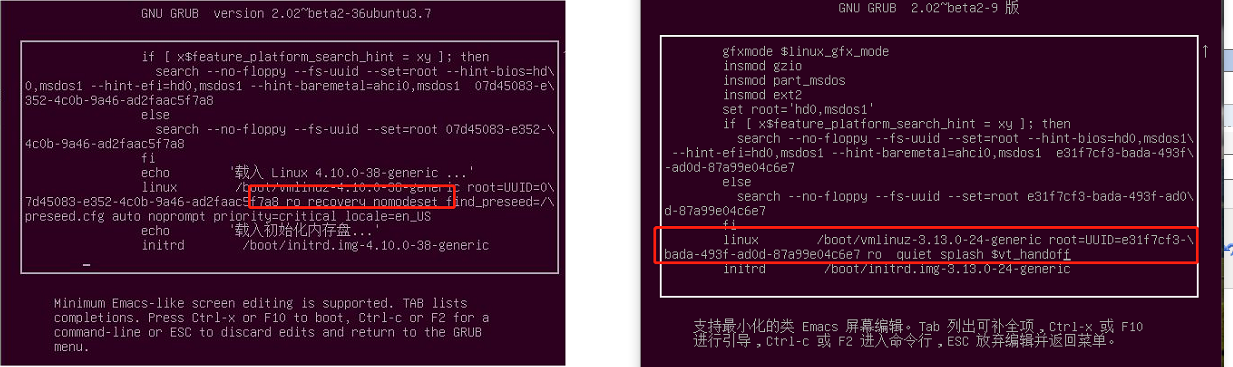 GNU GRUB version 2.02~beta2-36ubuntu3.7
if [ x$feature_platform_search_hint = xy ]; then
search --no-floppy --fs-uuid --set=root --hint-bios=hd\
0,msdos1 --hint-efi=hd0,msdos1 --hint-baremetal=ahci0,msdos1 07d45083-e\
352-4c0b-9a46-ad2faac5f7a8
else
search --no-floppy --fs-uuid --set=root 07d45083-e352-\
4c0b-9a46-ad2faac5f7a8
fi
echo '载入 Linux 4.10.0-38-generic ...'
linux /boot/vmlinuz-4.10.0-38-generic root=UUID=0\
7d45083-e352-4c0b-9a46-ad2faac5f7a8 ro recovery nomodeset find_preseed=/\
preseed.cfg auto noprompt priority=critical locale=en_US
echo '载入初始化内存盘...'
initrd /boot/initrd.img-4.10.0-38-generic
Minimum Emacs-like screen editing is supported. TAB lists
completions. Press Ctrl-x or F10 to boot, Ctrl-c or F2 for a
command-line or ESC to discard edits and return to the GRUB
menu.
GNU GRUB 2.02~beta2-9 版
gfxmode $linux_gfx_mode
insmod gzio
insmod part_msdos
insmod ext2
set root='hd0,msdos1'
if [ x$feature_platform_search_hint = xy ]; then
search --no-floppy --fs-uuid --set=root --hint-bios=hd0,msdos1\
--hint-efi=hd0,msdos1 --hint-baremetal=ahci0,msdos1 e31f7cf3-bada-493f\
-ad0d-87a99e04c6e7
else
search --no-floppy --fs-uuid --set=root e31f7cf3-bada-493f-ad0\
d-87a99e04c6e7
fi
linux /boot/vmlinuz-3.13.0-24-generic root=UUID=e31f7cf3-\
bada-493f-ad0d-87a99e04c6e7 ro quiet splash $vt_handoff
initrd /boot/initrd.img-3.13.0-24-generic
支持最小化的类 Emacs 屏幕编辑。Tab 列出可补全项,Ctrl-x 或 F10
进行引导,Ctrl-c 或 F2 进入命令行,ESC 放弃编辑并返回菜单。